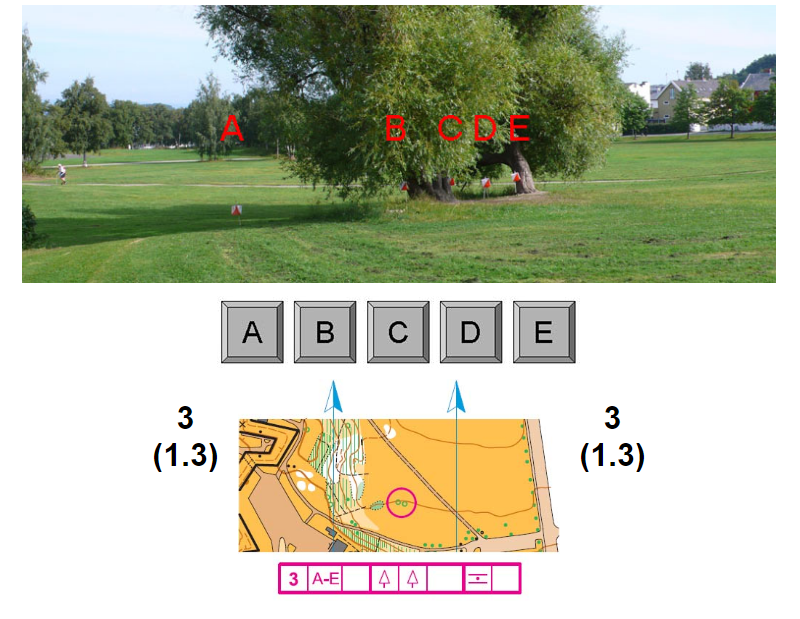 A B C D E
A B C D E
3 3
(1.3) (1.3)
3 A-E